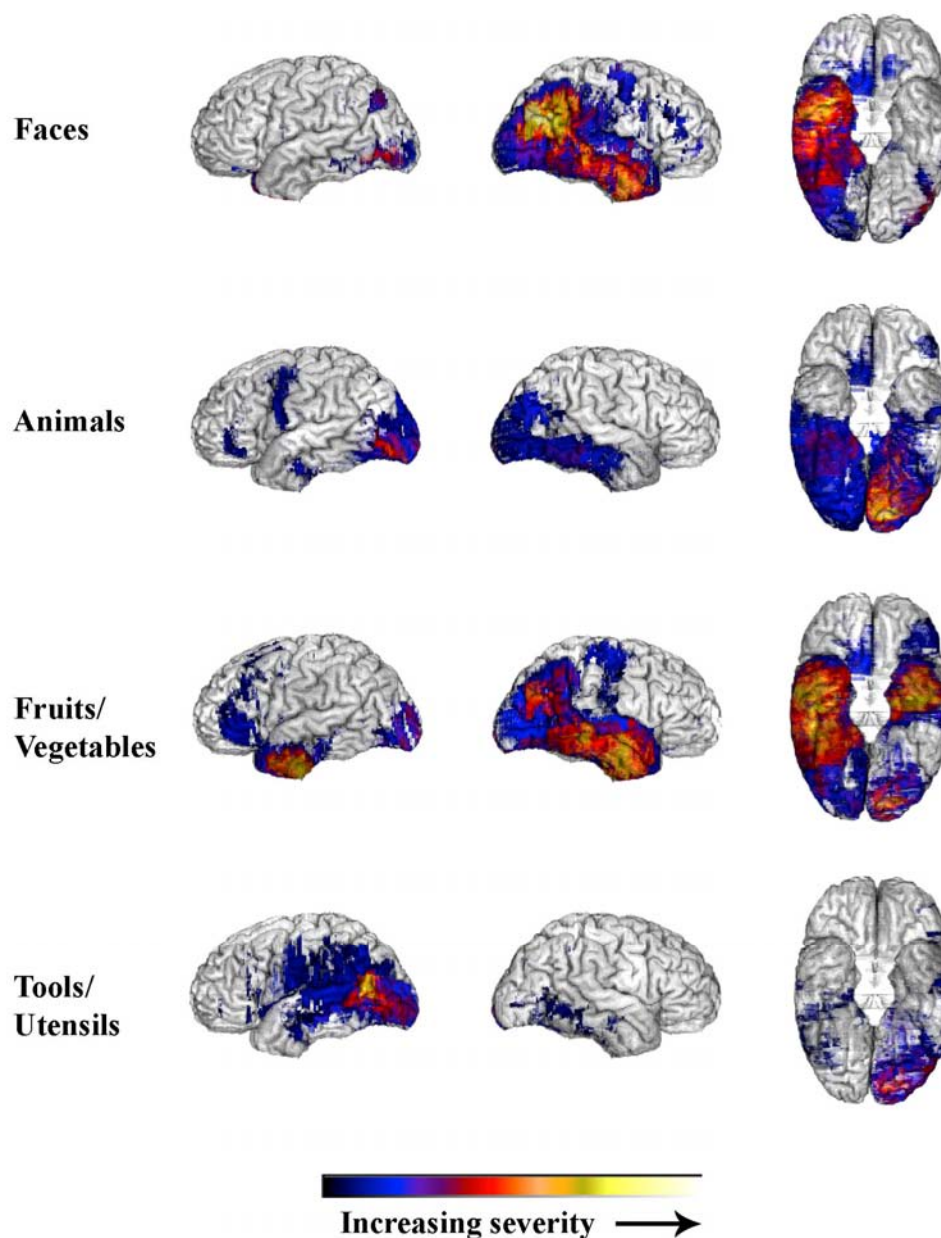 Faces
Animals
Fruits/
Vegetables
Tools/
Utensils
Increasing severity